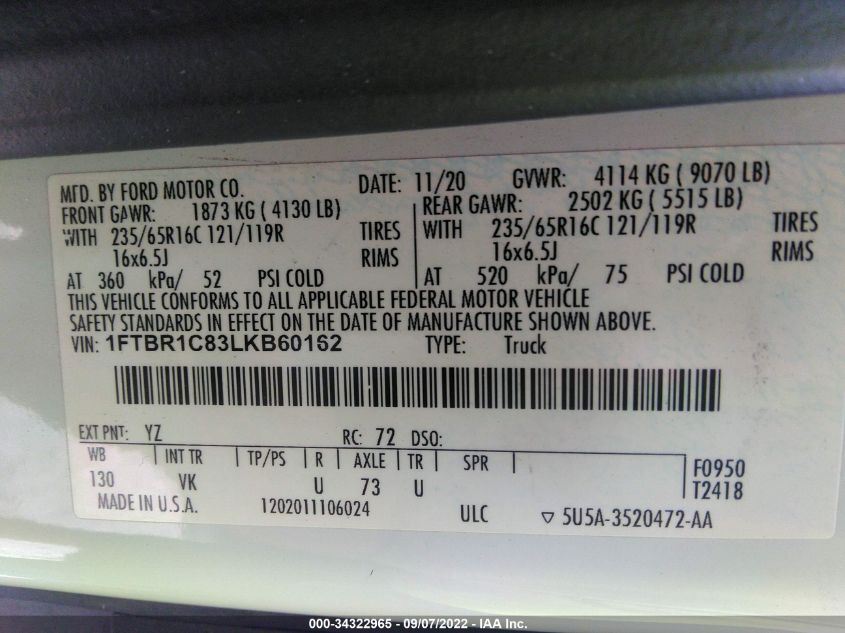 MFD. BY FORD MOTOR CO. DATE: 11/20 GVWR: 4114 KG ( 9070 LB)
FRONT GAWR: 1873 KG ( 4130 LB) REAR GAWR: 2502 KG ( 5515 LB)
WITH 235/65R16C 121/119R TIRES WITH 235/65R16C 121/119R TIRES
16x6.5J RIMS 16x6.5J RIMS
AT 360 kPa/ 52 PSI COLD AT 520 kPa/ 75 PSI COLD
THIS VEHICLE CONFORMS TO ALL APPLICABLE FEDERAL MOTOR VEHICLE
SAFETY STANDARDS IN EFFECT ON THE DATE OF MANUFACTURE SHOWN ABOVE.
VIN: 1FTBR1C83LKB60162 TYPE: Truck
EXT PNT: YZ RC: 72 DSO:
WB INT TR TP/PS R AXLE TR SPR F0950
130 VK U 73 U T2418
MADE IN U.S.A. 1202011106024 ULC ▽ 5U5A-3520472-AA
000-34322965 - 09/07/2022 - IAA Inc.